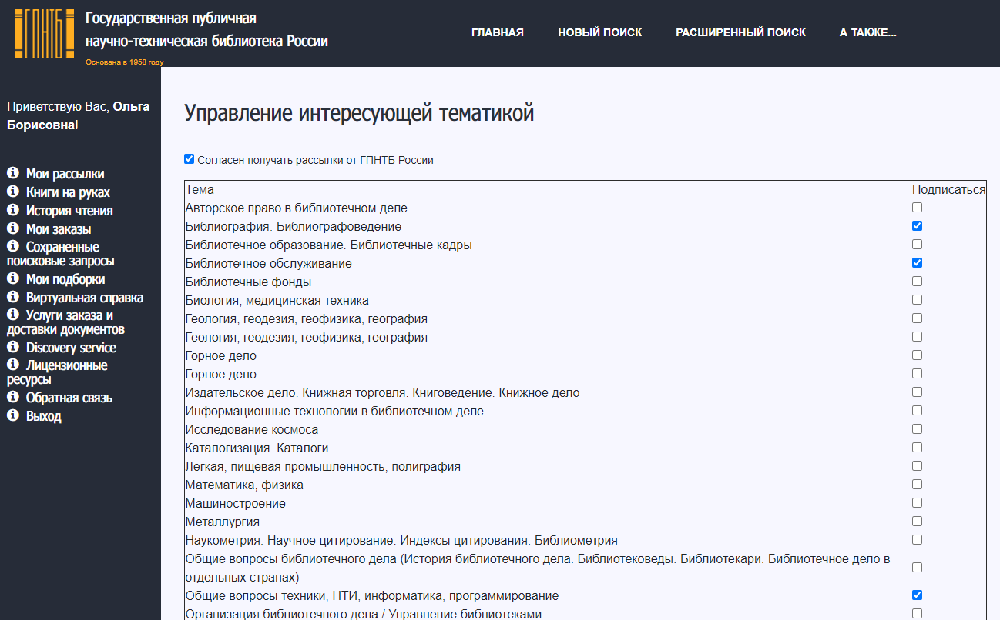 ГПНТБ
Государственная публичная
научно-техническая библиотека России
Основана в 1958 году
ГЛАВНАЯ
НОВЫЙ ПОИСК
РАСШИРЕННЫЙ ПОИСК
А ТАКЖЕ...
Приветствую Вас, Ольга
Борисовна!
Мои рассылки
Книги на руках
История чтения
Мои заказы
Сохраненные
поисковые запросы
Мои подборки
Виртуальная справка
Услуги заказа и
доставки документов
Discovery service
Лицензионные
ресурсы
Обратная связь
Выход
Управление интересующей тематикой
Согласен получать рассылки от ГПНТБ России
Тема Подписаться
Авторское право в библиотечном деле
Библиография. Библиографоведение
Библиотечное образование. Библиотечные кадры
Библиотечное обслуживание
Библиотечные фонды
Биология, медицинская техника
Геология, геодезия, геофизика, география
Геология, геодезия, геофизика, география
Горное дело
Горное дело
Издательское дело. Книжная торговля. Книговедение. Книжное дело
Информационные технологии в библиотечном деле
Исследование космоса
Каталогизация. Каталоги
Легкая, пищевая промышленность, полиграфия
Математика, физика
Машиностроение
Металлургия
Наукометрия. Научное цитирование. Индексы цитирования. Библиометрия
Общие вопросы библиотечного дела (История библиотечного дела. Библиотековеды. Библиотекари. Библиотечное дело в
отдельных странах)
Общие вопросы техники, НТИ, информатика, программирование
Организация библиотечного дела / Управление библиотеками